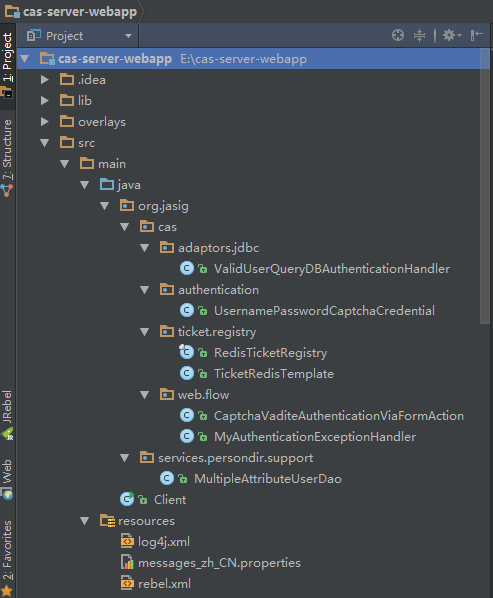 cas-server-webapp
Project
cas-server-webapp E:\cas-server-webapp
.idea
lib
overlays
src
main
java
org.jasig
cas
adaptors.jdbc
ValidUserQueryDBAuthenticationHandler
authentication
UsernamePasswordCaptchaCredential
ticket.registry
RedisTicketRegistry
TicketRedisTemplate
web.flow
CaptchaVaditeAuthenticationViaFormAction
MyAuthenticationExceptionHandler
services.persondir.support
MultipleAttributeUserDao
Client
resources
log4j.xml
messages_zh_CN.properties
rebel.xml
1: Project
7: Structure
JRebel
Web
2: Favorites